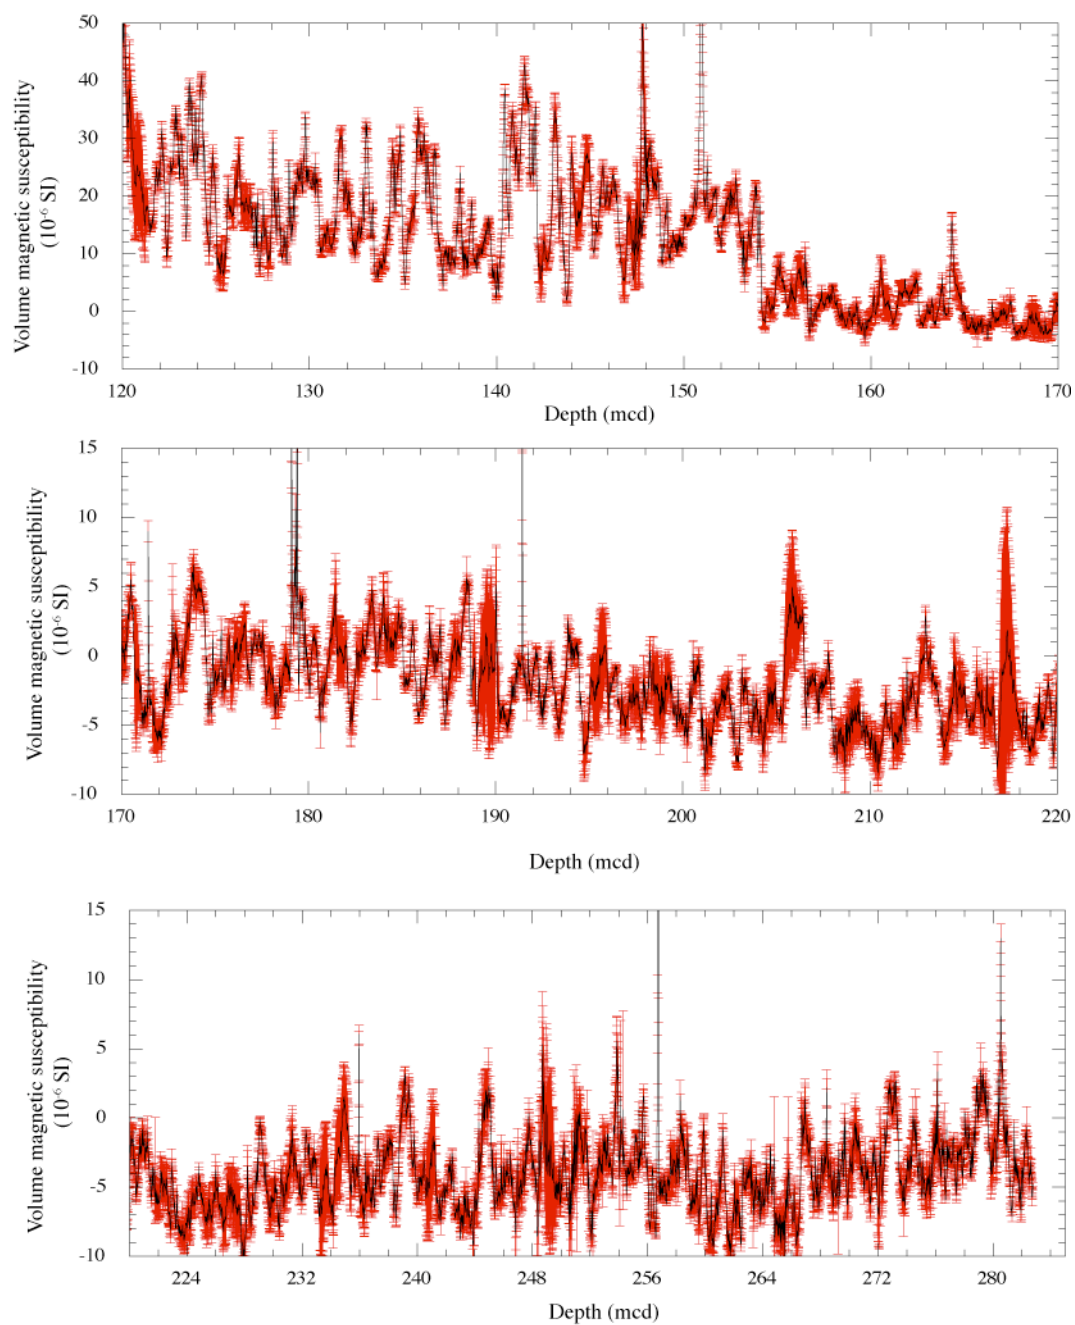 Volume magnetic susceptibility
(10⁻⁶ SI)
50
40
30
20
10
0
-10
120 130 140 150 160 170
Depth (mcd)
Volume magnetic susceptibility
(10⁻⁶ SI)
15
10
5
0
-5
-10
170 180 190 200 210 220
Depth (mcd)
Volume magnetic susceptibility
(10⁻⁶ SI)
15
10
5
0
-5
-10
224 232 240 248 256 264 272 280
Depth (mcd)